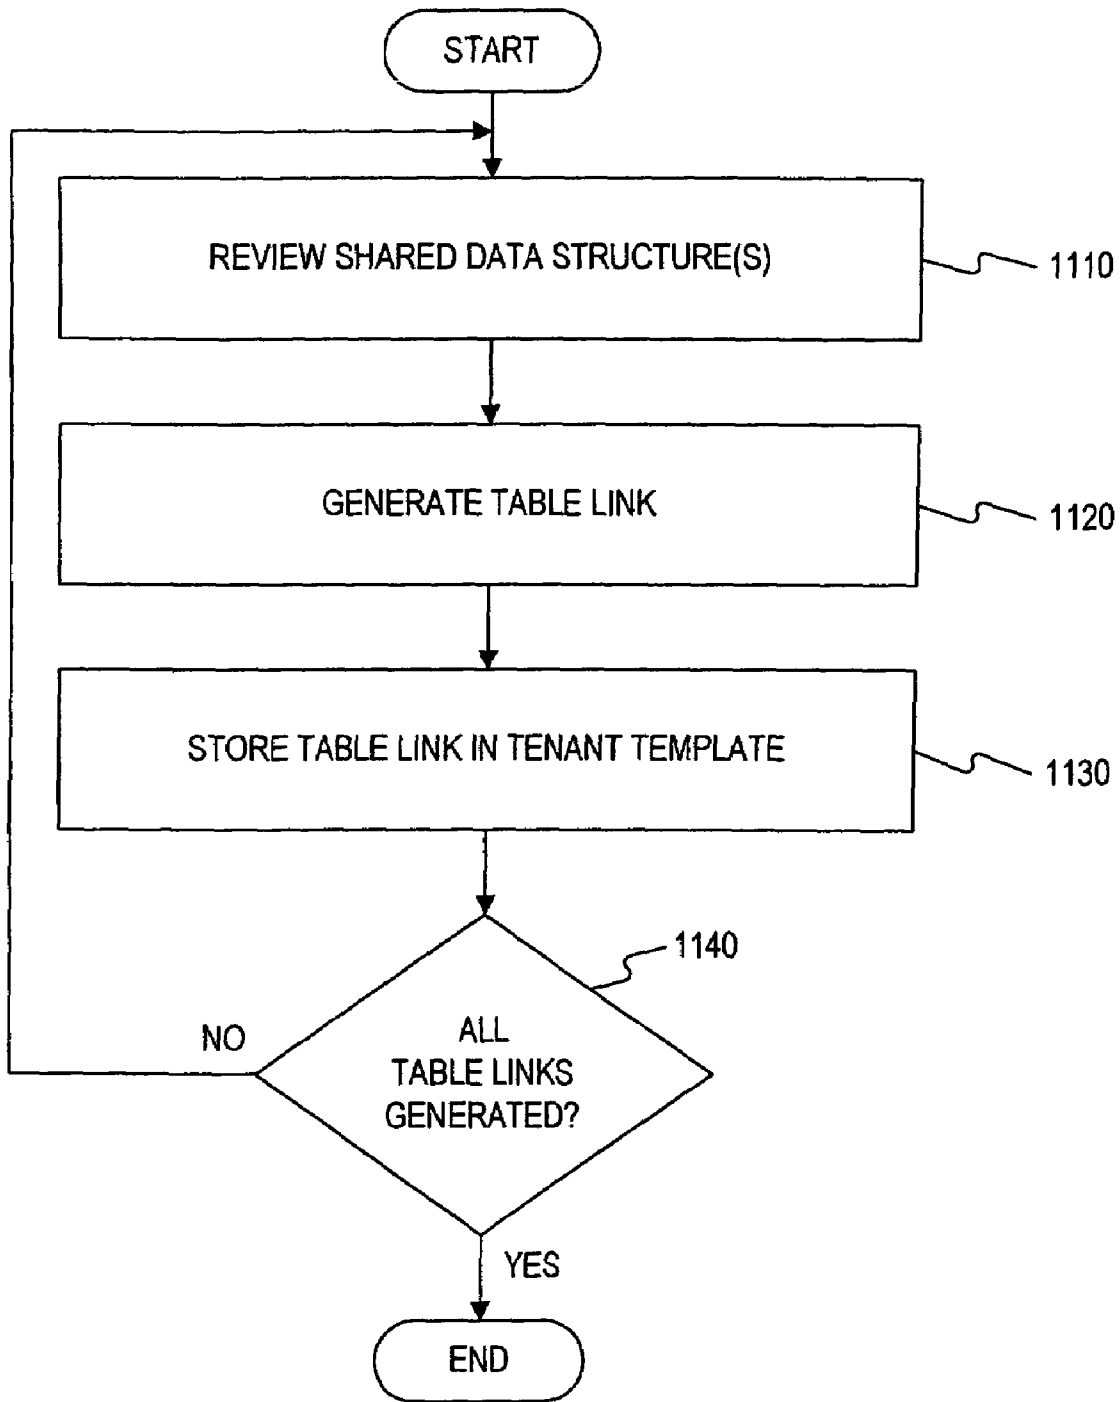 START
REVIEW SHARED DATA STRUCTURE(S)
1110
GENERATE TABLE LINK
1120
STORE TABLE LINK IN TENANT TEMPLATE
1130
1140
NO
ALL
TABLE LINKS
GENERATED?
YES
END